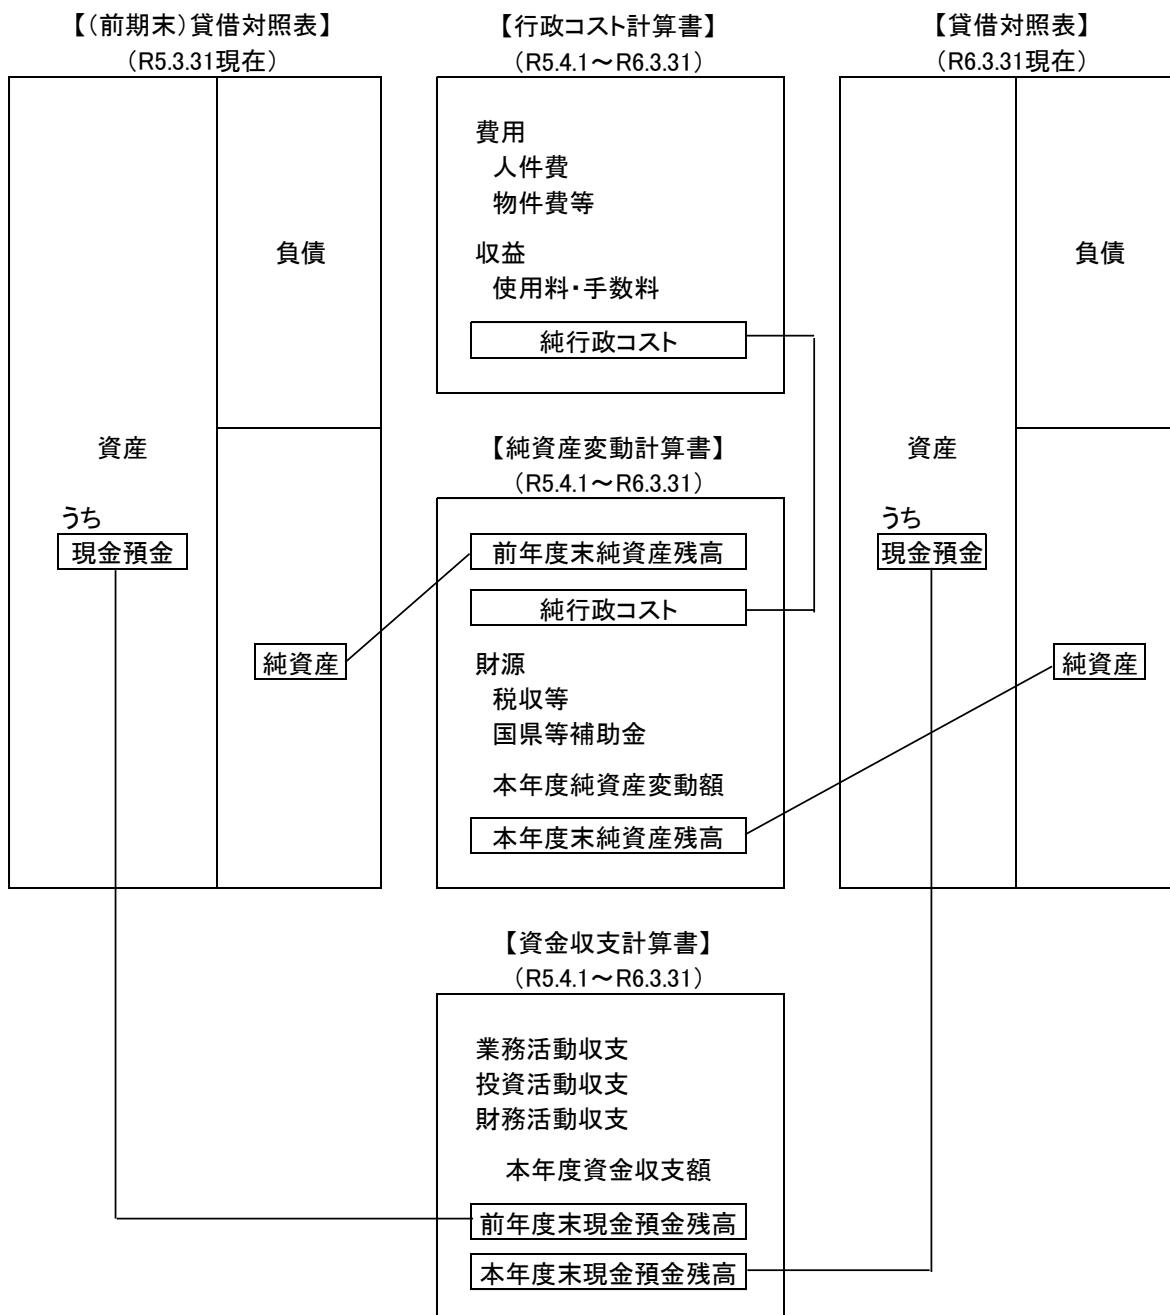 【(前期末)貸借対照表】
(R5.3.31現在)
資産
うち
現金預金
負債
純資産
【行政コスト計算書】
(R5.4.1～R6.3.31)
費用
人件費
物件費等
収益
使用料・手数料
純行政コスト
【純資産変動計算書】
(R5.4.1～R6.3.31)
前年度末純資産残高
純行政コスト
財源
税収等
国県等補助金
本年度純資産変動額
本年度末純資産残高
【貸借対照表】
(R6.3.31現在)
資産
うち
現金預金
負債
純資産
【資金収支計算書】
(R5.4.1～R6.3.31)
業務活動収支
投資活動収支
財務活動収支
本年度資金収支額
前年度末現金預金残高
本年度末現金預金残高